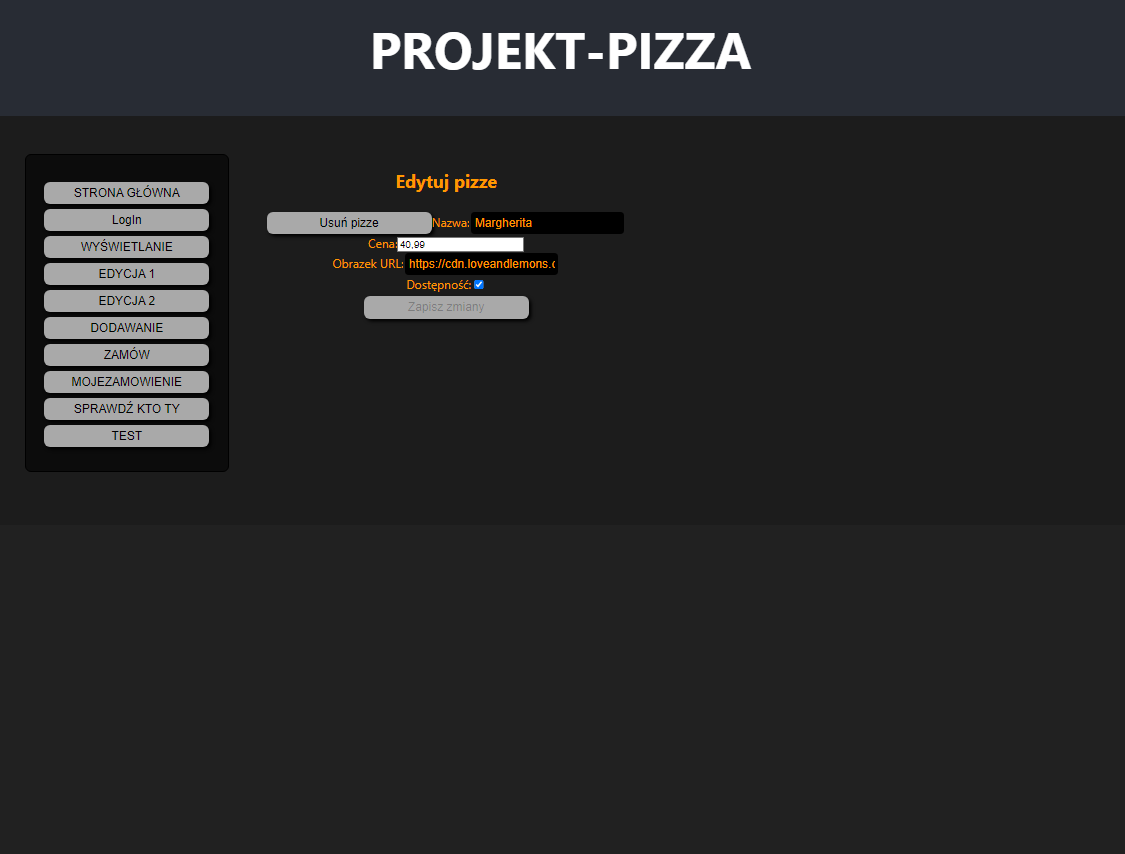 PROJEKT-PIZZA
STRONA GŁÓWNA
LogIn
WYŚWIETLANIE
EDYCJA 1
EDYCJA 2
DODAWANIE
ZAMÓW
MOJEZAMOWIENIE
SPRAWDŹ KTO TY
TEST
Edytuj pizze
Usuń pizze Nazwa: Margherita
Cena: 40,99
Obrazek URL: https://cdn.loveandlemons.c
Dostępność:
Zapisz zmiany